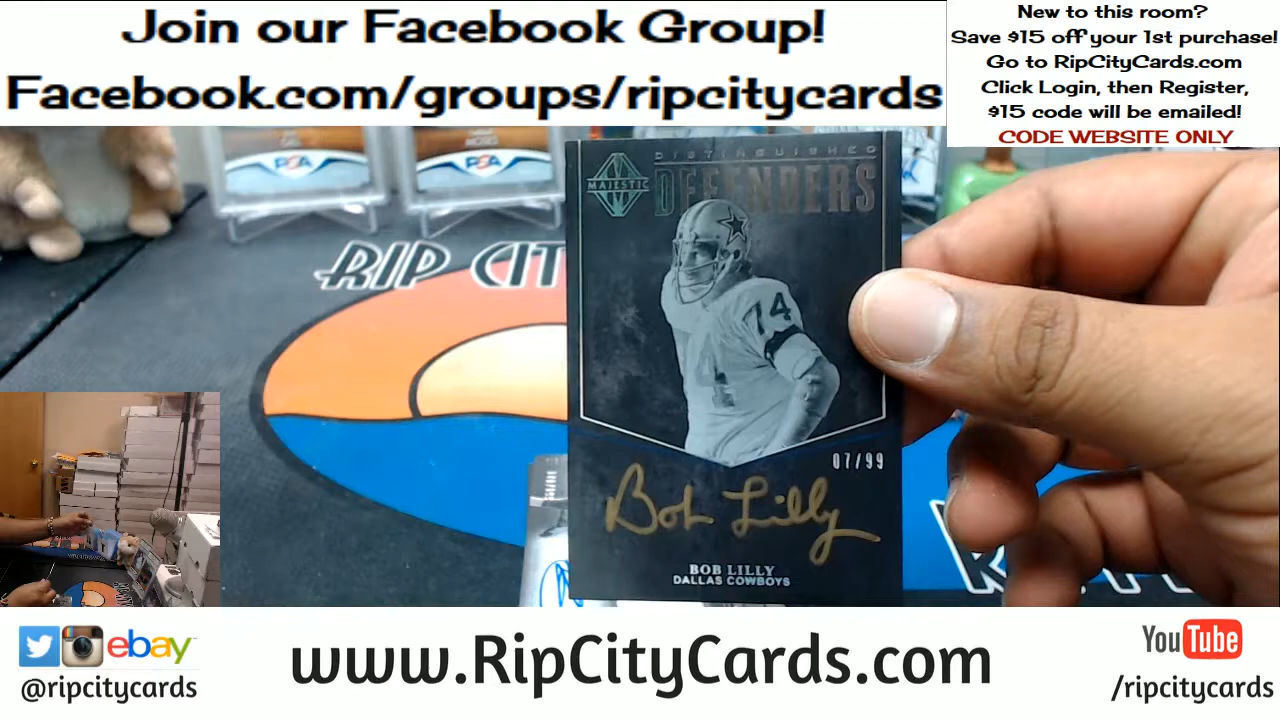 Join our Facebook Group!
Facebook.com/groups/ripcitycards
New to this room?
Save $15 off your 1st purchase!
Go to RipCityCards.com
Click Login, then Register,
$15 code will be emailed!
CODE WEBSITE ONLY
PSA
PSA
RIP CIT
DISTINGUISHED
DEFENDERS
MAJESTIC
74
07/99
Bob Lilly
BOB LILLY
DALLAS COWBOYS
ebay
@ripcitycards
www.RipCityCards.com
YouTube
/ripcitycards